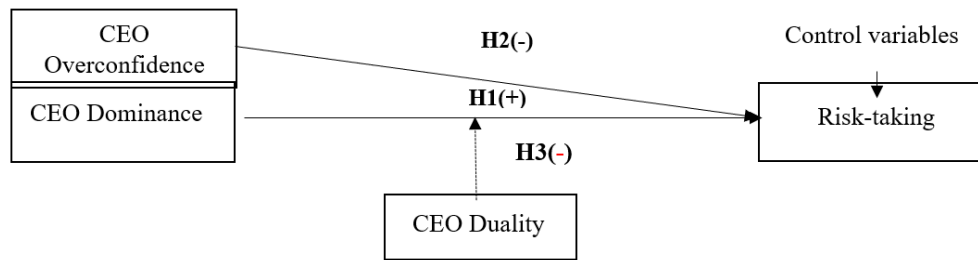 CEO
Overconfidence
H2(-)
Control variables
CEO Dominance
H1(+)
Risk-taking
H3(-)
CEO Duality